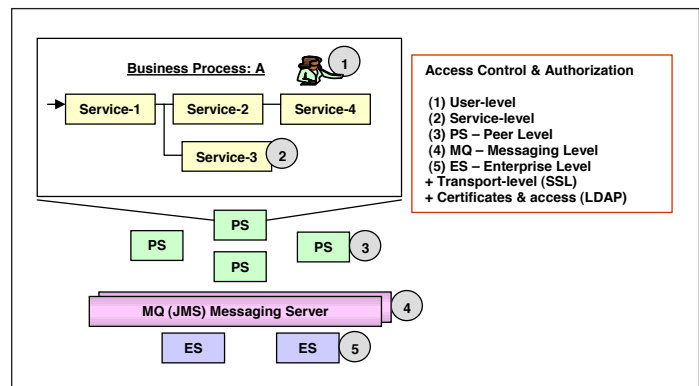 Business Process: A
1
Service-1
Service-2
Service-4
Service-3
2
Access Control & Authorization
(1) User-level
(2) Service-level
(3) PS – Peer Level
(4) MQ – Messaging Level
(5) ES – Enterprise Level
+ Transport-level (SSL)
+ Certificates & access (LDAP)
PS
PS
PS
3
PS
MQ (JMS) Messaging Server
4
ES
ES
5